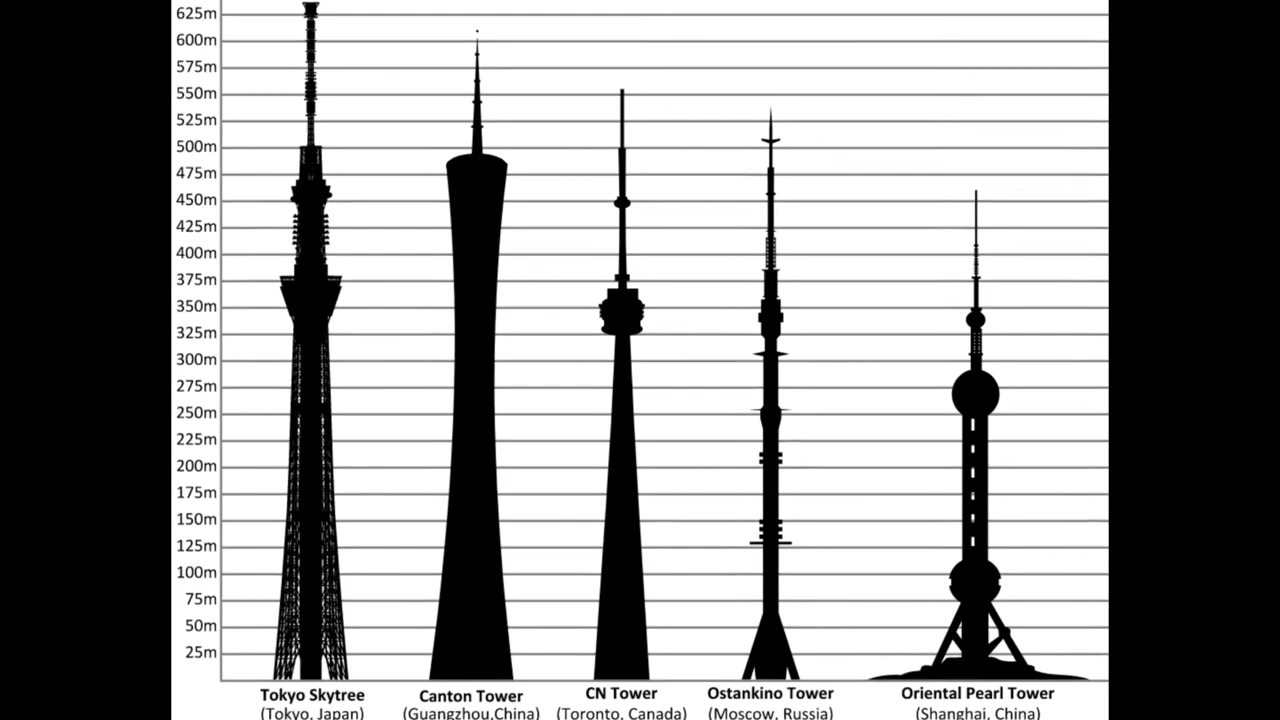 625m
600m
575m
550m
525m
500m
475m
450m
425m
400m
375m
350m
325m
300m
275m
250m
225m
200m
175m
150m
125m
100m
75m
50m
25m
Tokyo Skytree
(Tokyo, Japan)
Canton Tower
(Guangzhou,China)
CN Tower
(Toronto, Canada)
Ostankino Tower
(Moscow, Russia)
Oriental Pearl Tower
(Shanghai, China)